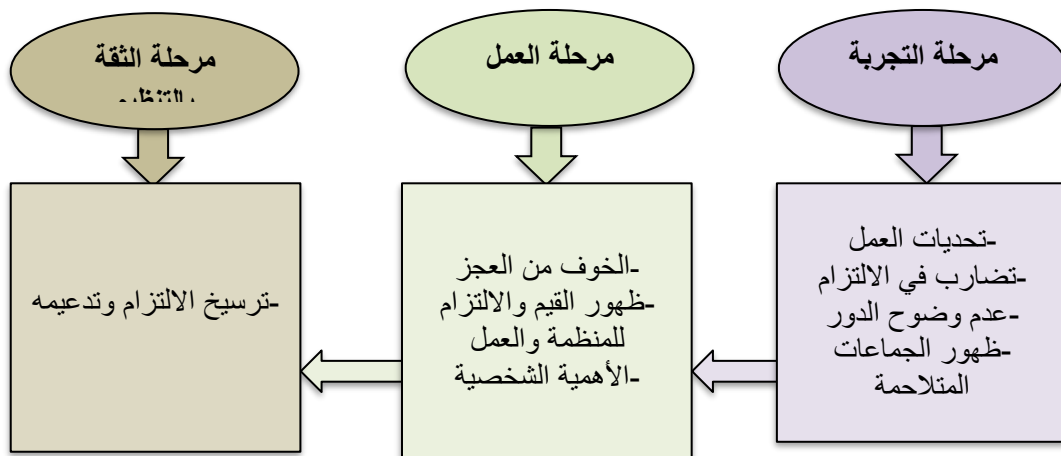 مرحلة التجربة
مرحلة العمل
مرحلة الثقة
-تحديات العمل
-تضارب في الالتزام
-عدم وضوح الدور
-ظهور الجماعات
المتلاحمة
-الخوف من العجز
-ظهور القيم والالتزام
للمنظمة والعمل
-الأهمية الشخصية
-ترسيخ الالتزام وتدعيمه